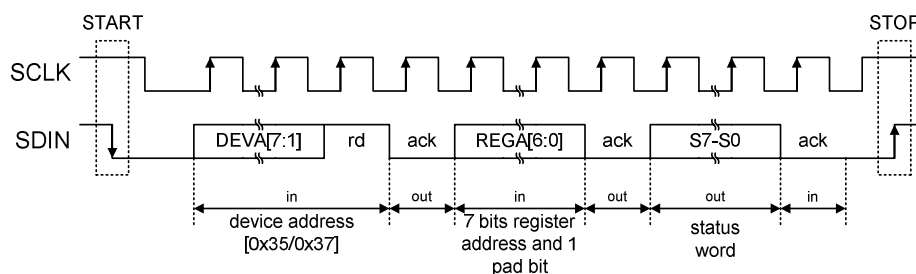 START
STOP
SCLK
SDIN
DEVA[7:1]
rd
ack
REGA[6:0]
ack
S7-S0
ack
in
out
in
out
out
in
device address
[0x35/0x37]
7 bits register
address and 1
pad bit
status
word